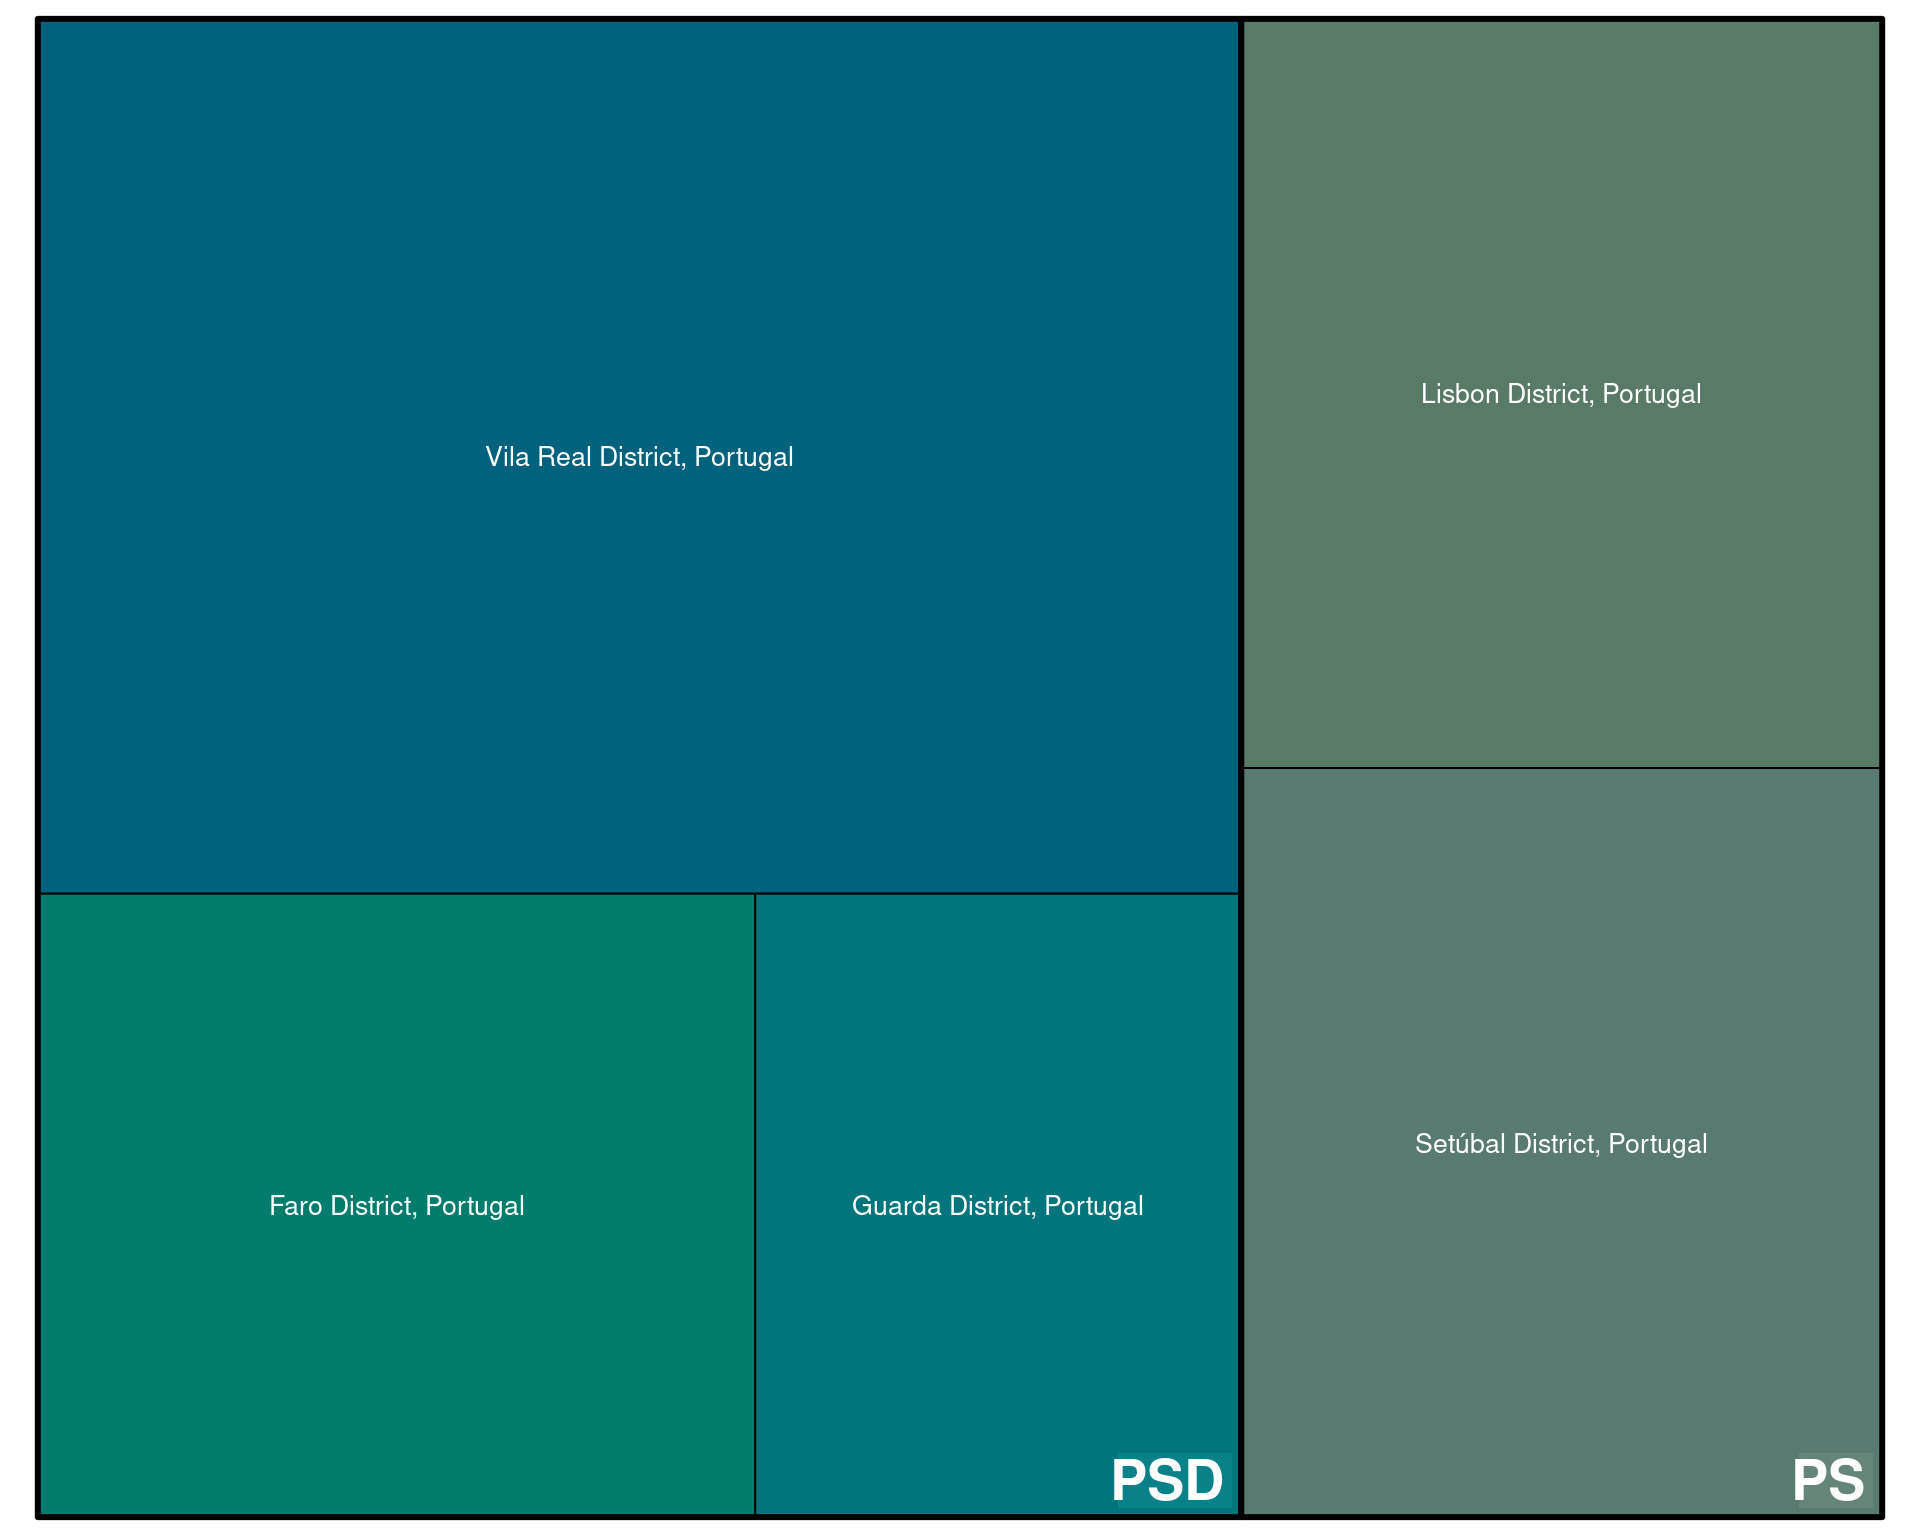 Vila Real District, Portugal
Lisbon District, Portugal
Faro District, Portugal
Guarda District, Portugal
Setúbal District, Portugal
PSD
PS